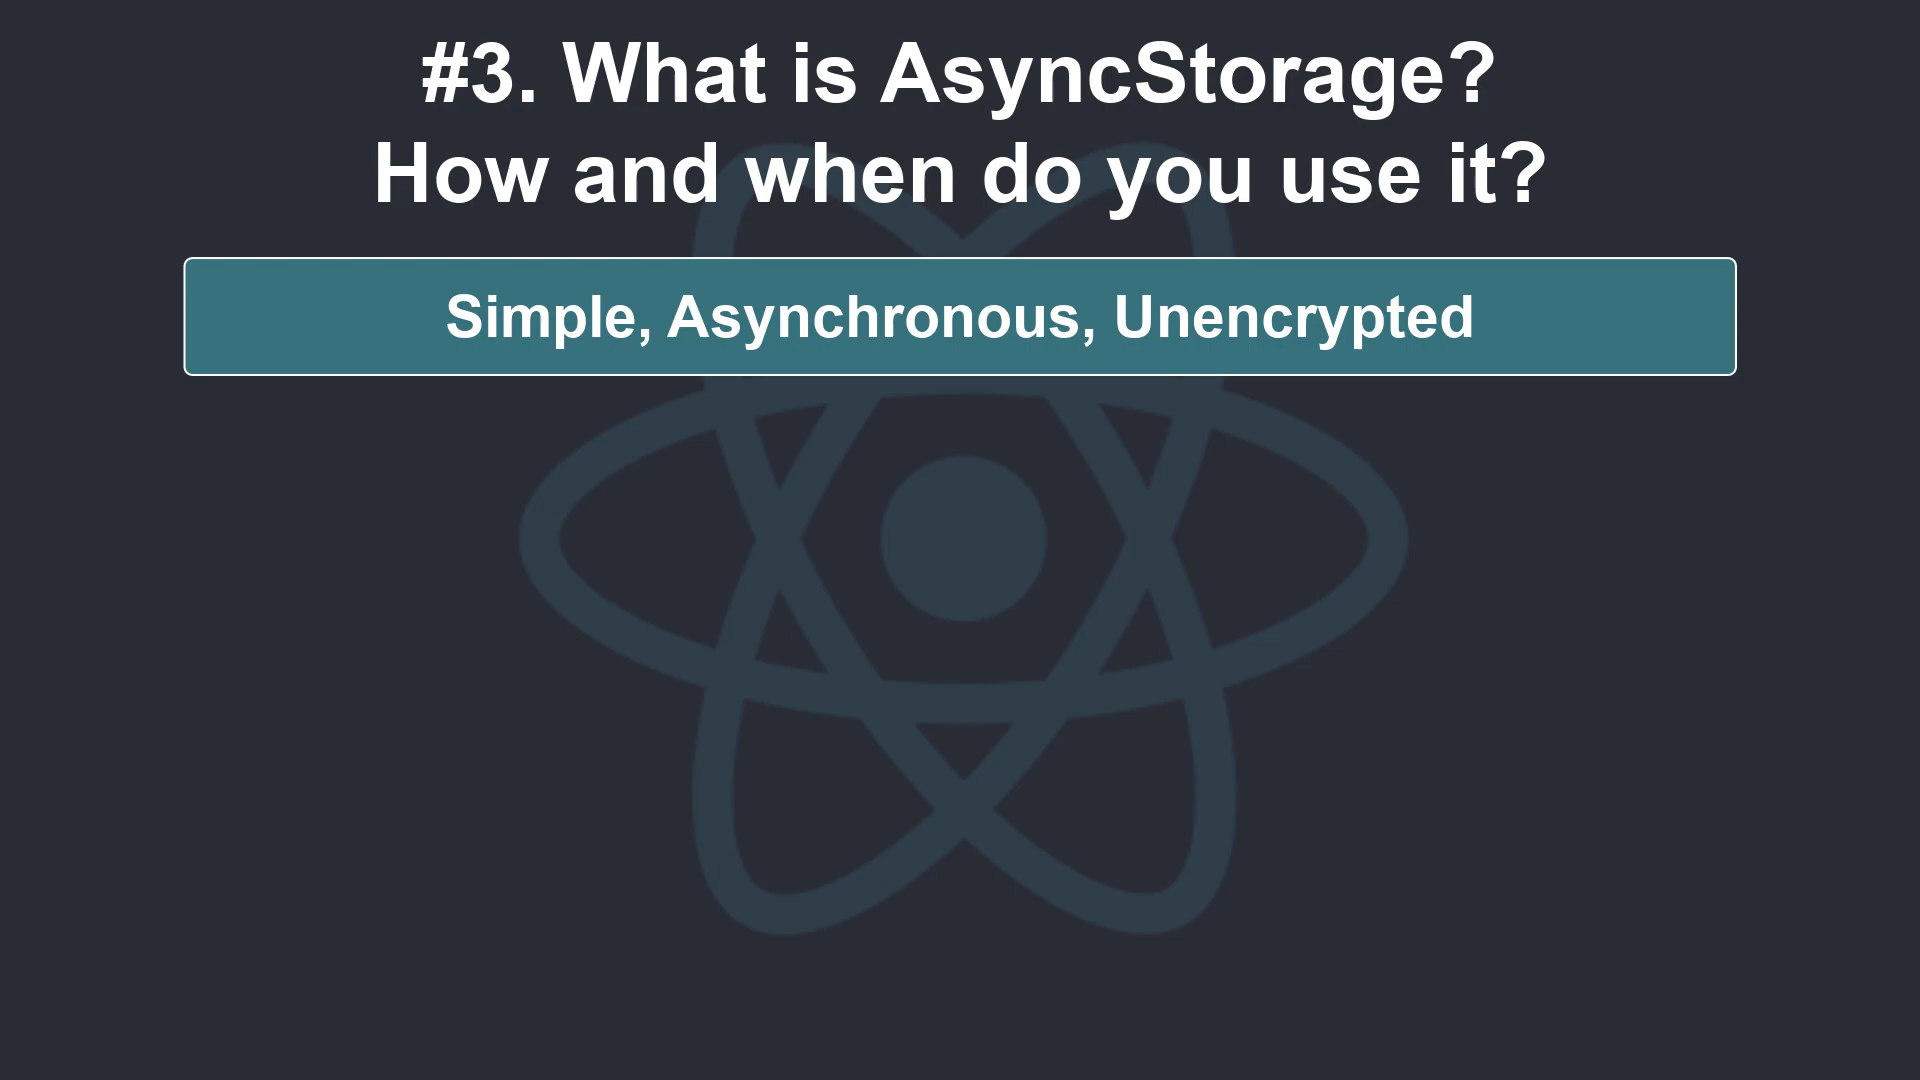 #3. What is AsyncStorage?
How and when do you use it?
Simple, Asynchronous, Unencrypted